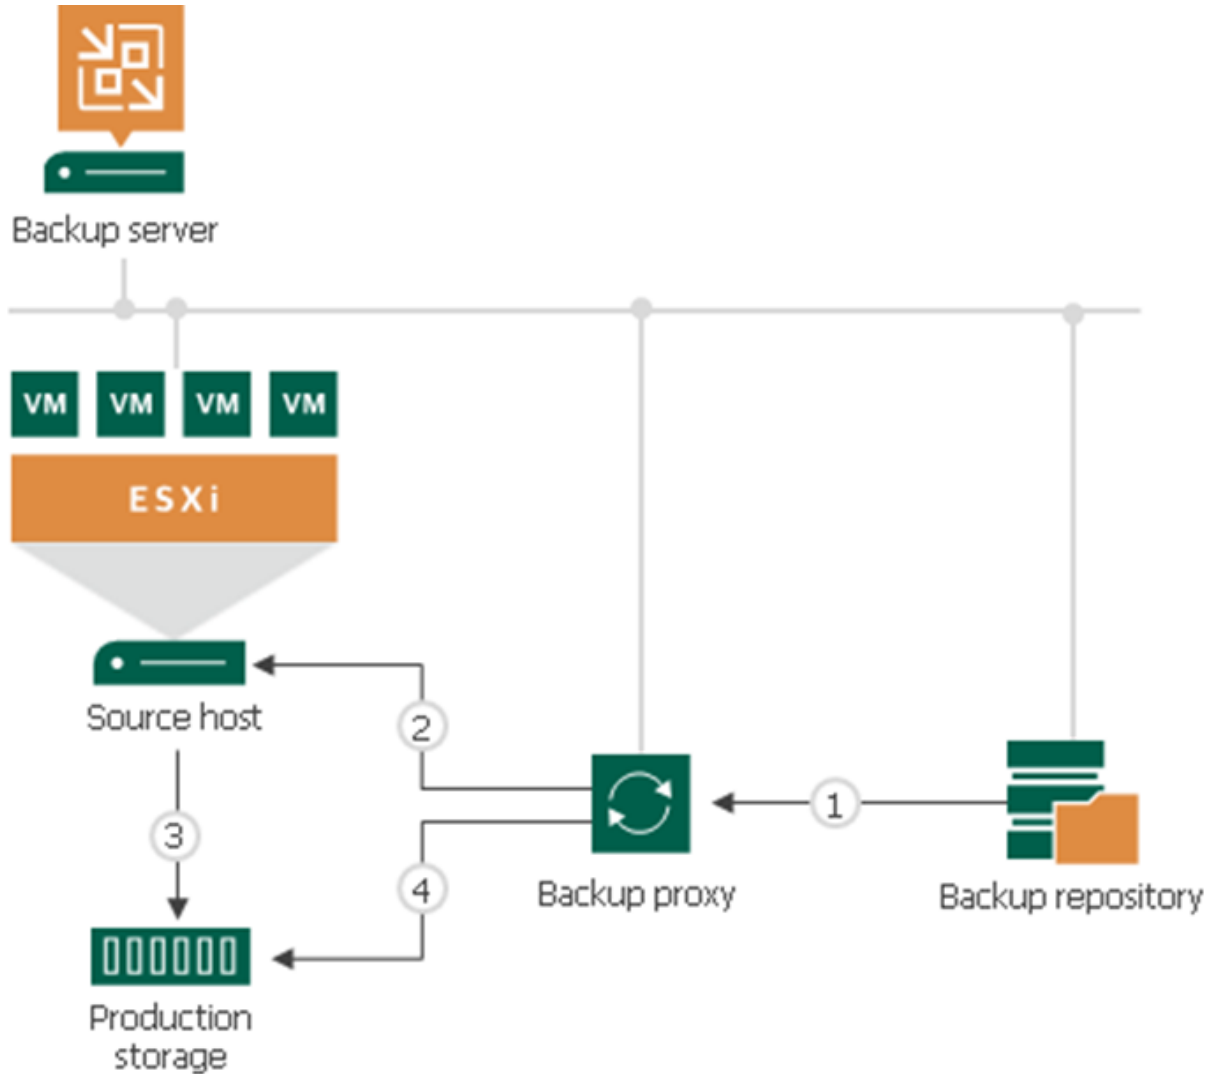 Backup server
VM VM VM VM
ESXi
Source host
2
1
3
4
Backup proxy
Backup repository
Production
storage